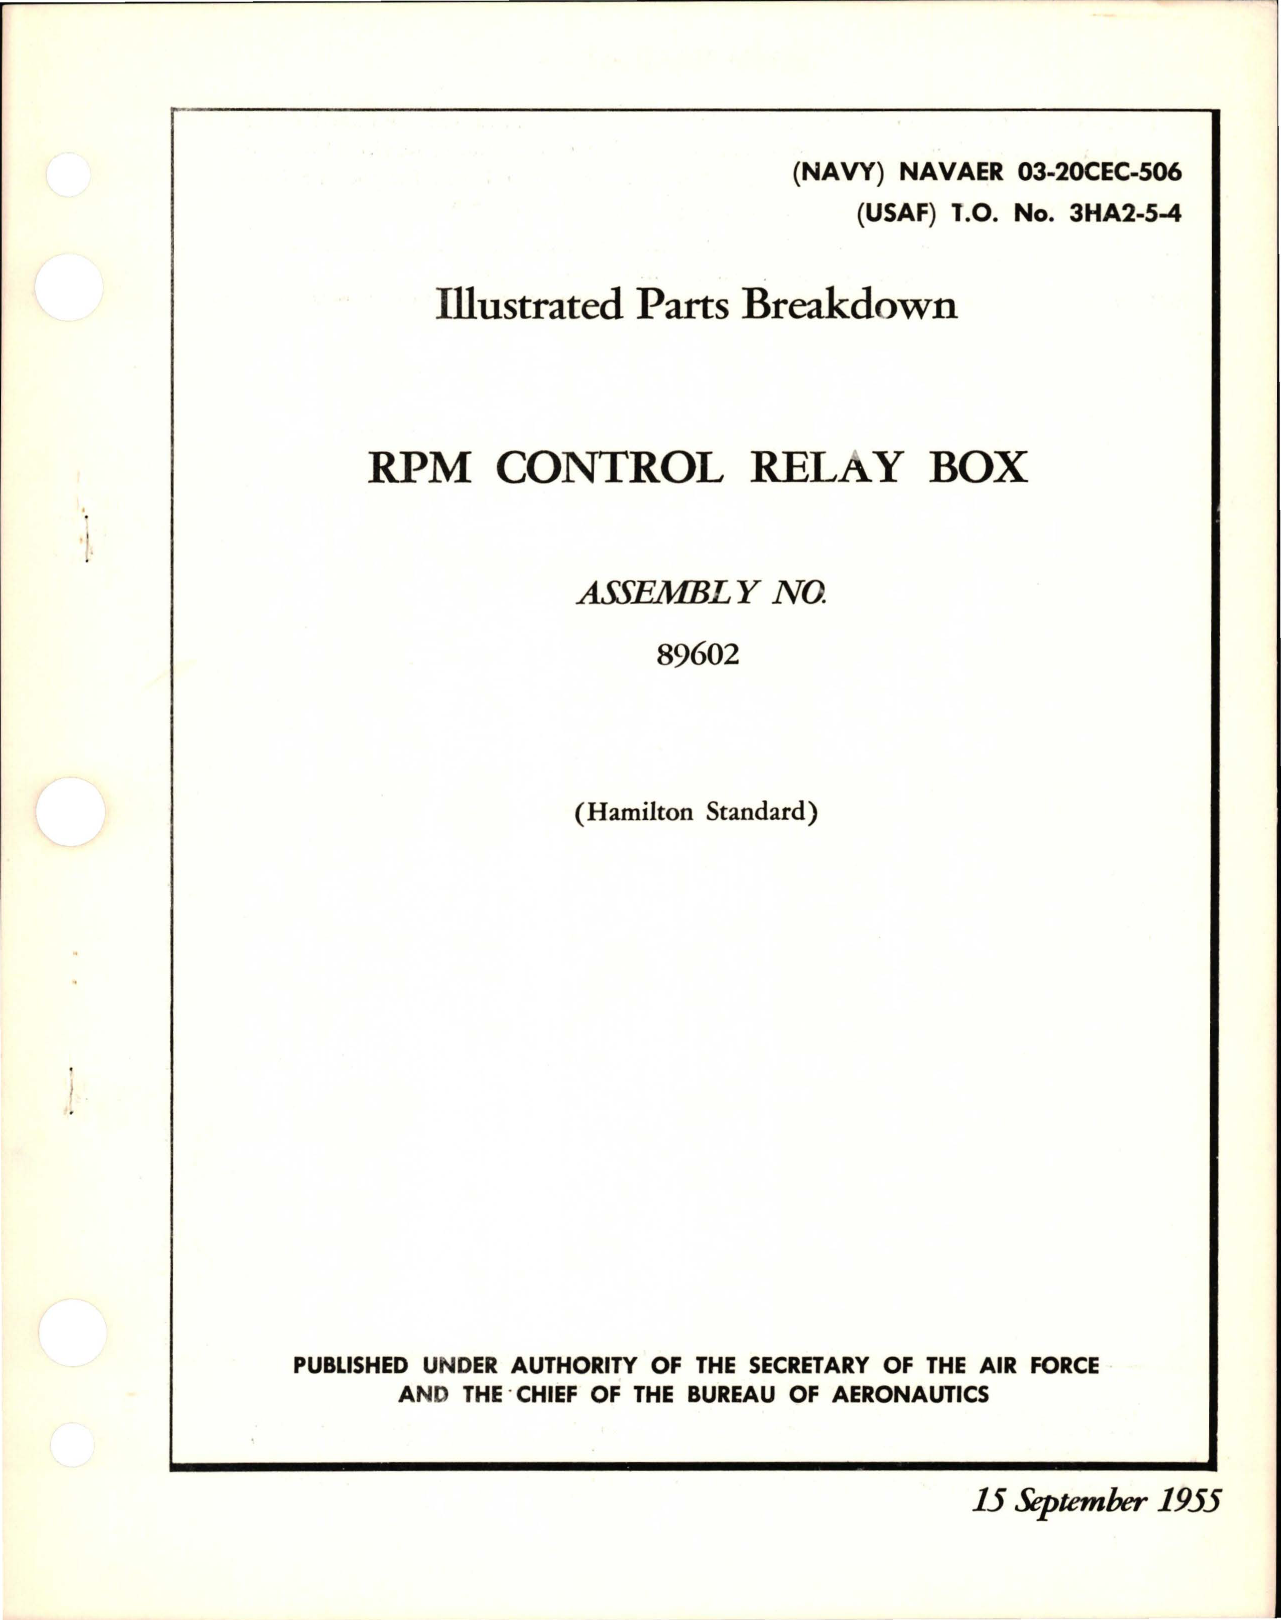 (NAVY) NAVAER 03-20CEC-506
(USAF) T.O. No. 3HA2-5-4
Illustrated Parts Breakdown
RPM CONTROL RELAY BOX
ASSEMBLY NO.
89602
(Hamilton Standard)
PUBLISHED UNDER AUTHORITY OF THE SECRETARY OF THE AIR FORCE
AND THE CHIEF OF THE BUREAU OF AERONAUTICS
15 September 1955